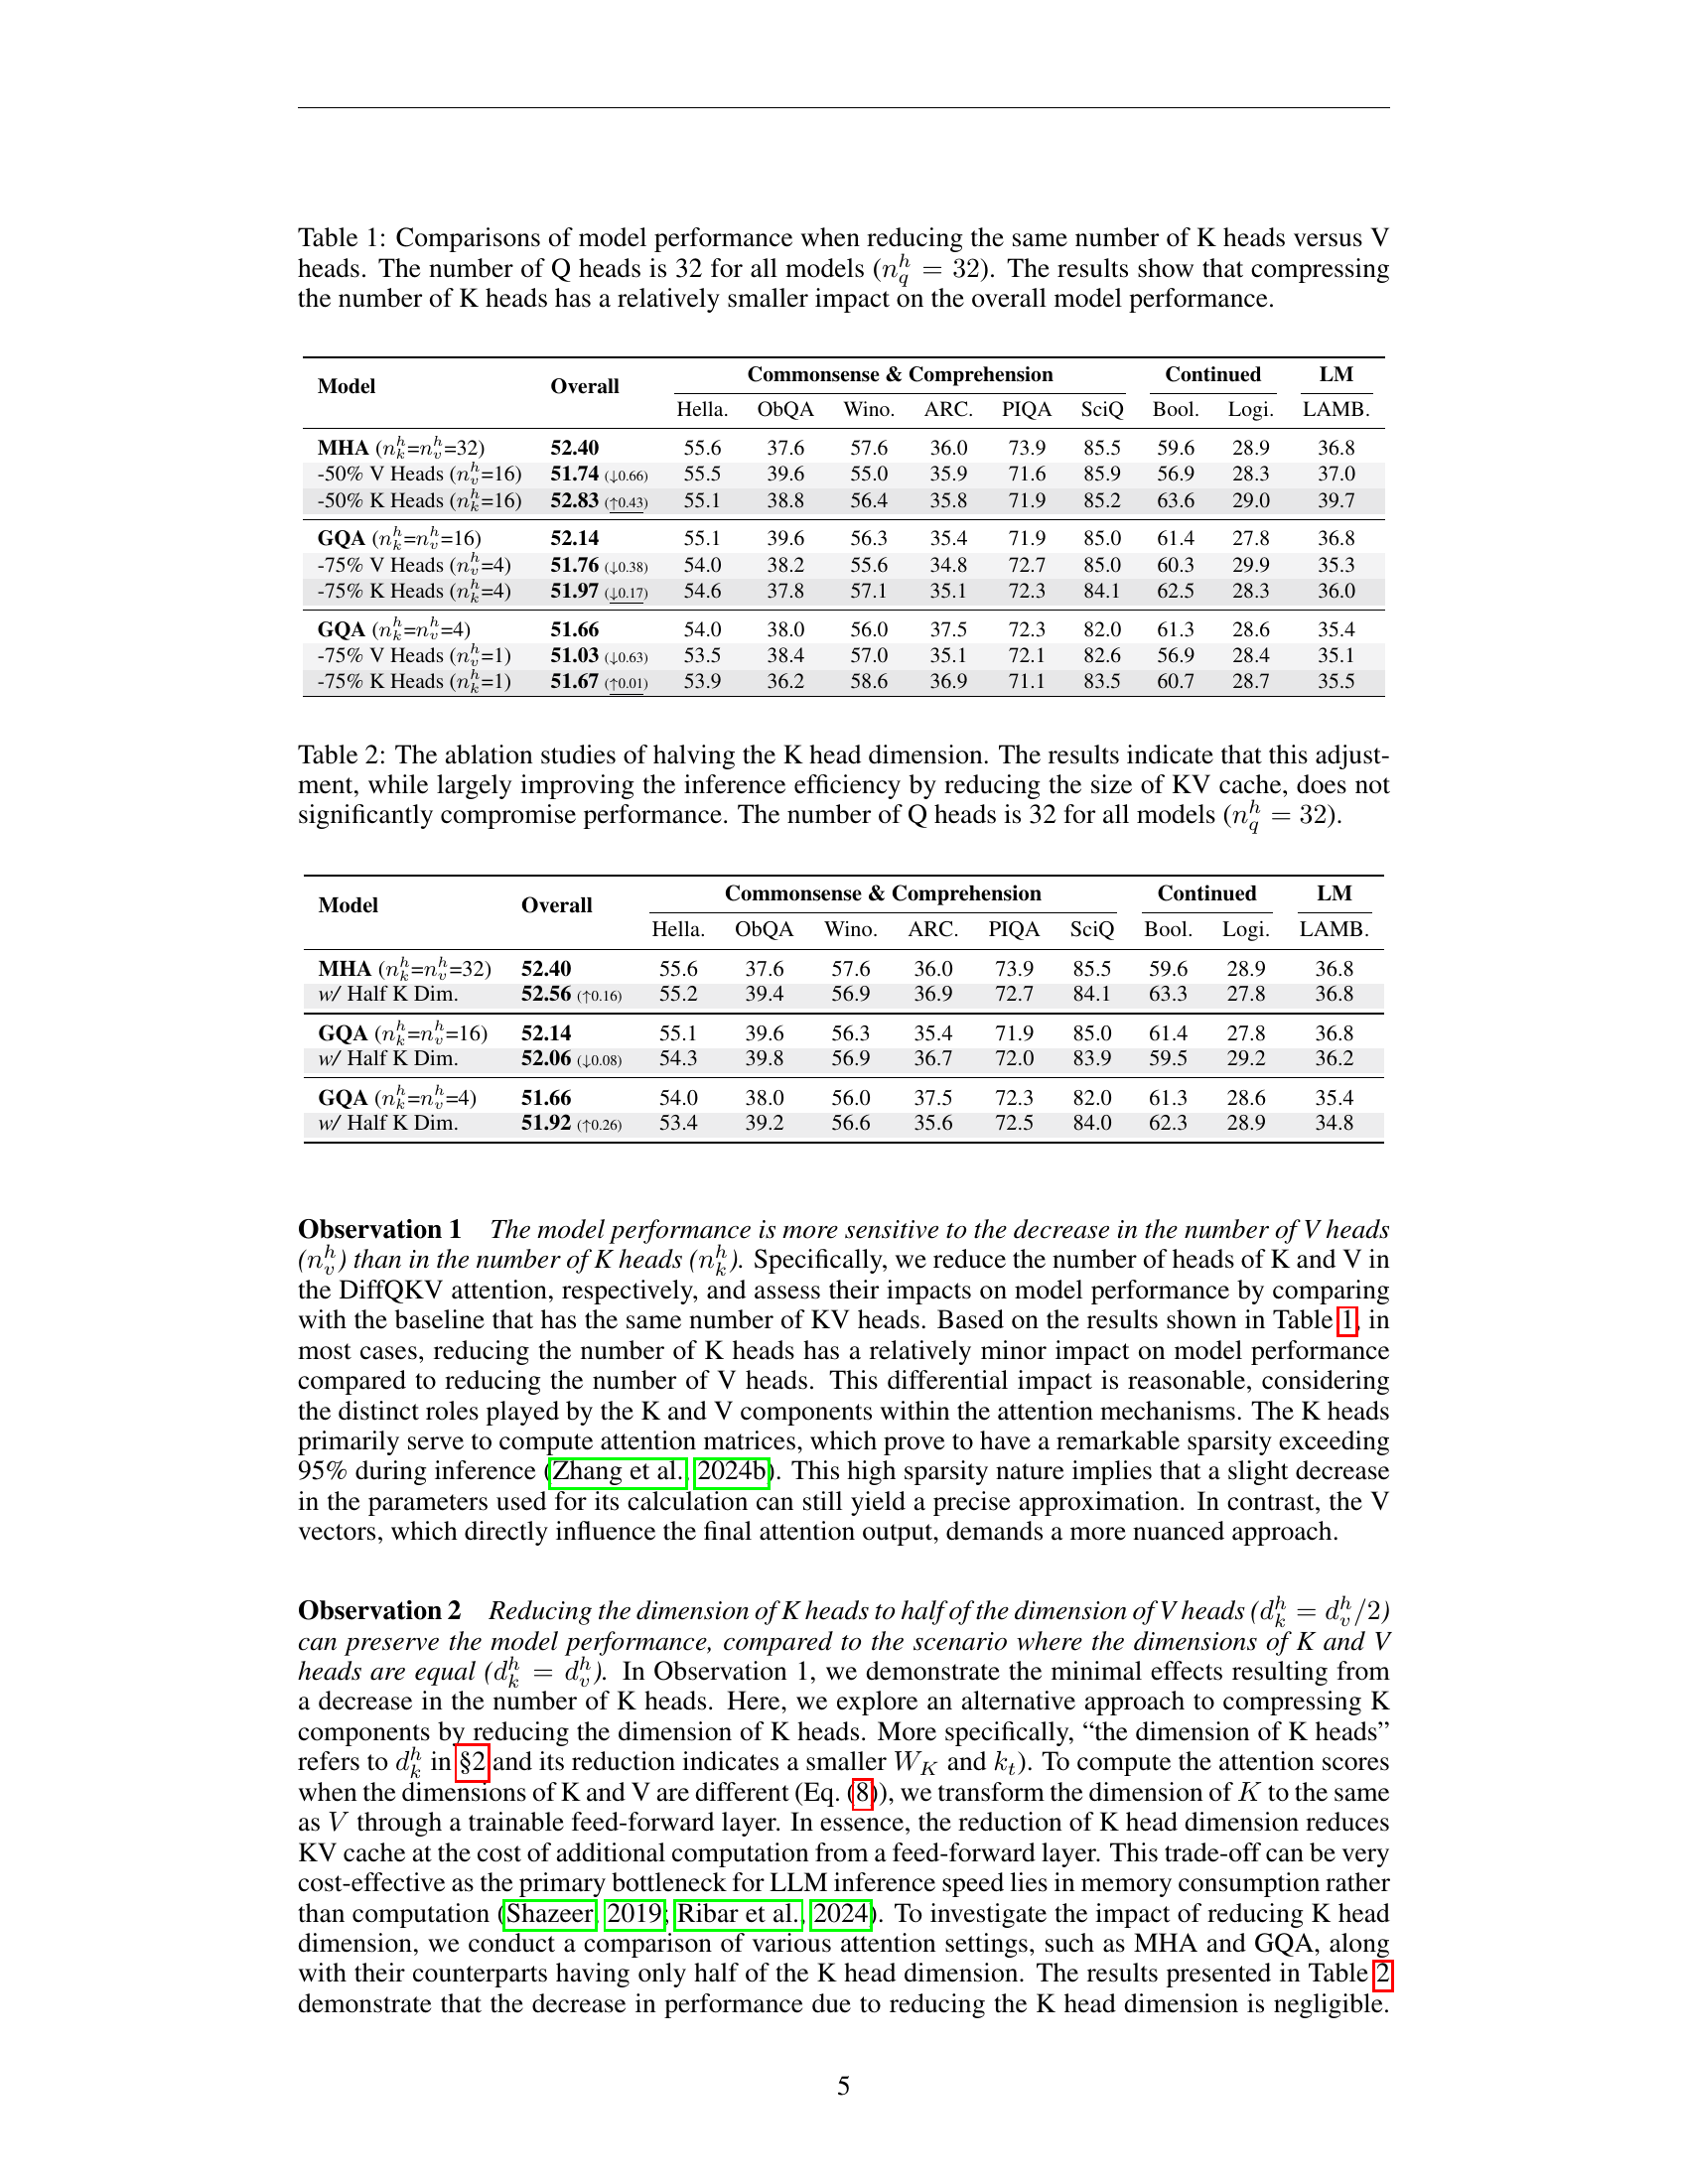 Table 1: Comparisons of model performance when reducing the same number of K heads versus V
heads. The number of Q heads is 32 for all models ($n_q^h = 32$). The results show that compressing
the number of K heads has a relatively smaller impact on the overall model performance.
Model Overall Commonsense & Comprehension Continued LM
Hella. ObQA Wino. ARC. PIQA SciQ Bool. Logi. LAMB.
MHA ($n_k^h$=$n_v^h$=32) 52.40 55.6 37.6 57.6 36.0 73.9 85.5 59.6 28.9 36.8
-50% V Heads ($n_v^h$=16) 51.74 (↓0.66) 55.5 39.6 55.0 35.9 71.6 85.9 56.9 28.3 37.0
-50% K Heads ($n_k^h$=16) 52.83 (↑0.43) 55.1 38.8 56.4 35.8 71.9 85.2 63.6 29.0 39.7
GQA ($n_k^h$=$n_v^h$=16) 52.14 55.1 39.6 56.3 35.4 71.9 85.0 61.4 27.8 36.8
-75% V Heads ($n_v^h$=4) 51.76 (↓0.38) 54.0 38.2 55.6 34.8 72.7 85.0 60.3 29.9 35.3
-75% K Heads ($n_k^h$=4) 51.97 (↓0.17) 54.6 37.8 57.1 35.1 72.3 84.1 62.5 28.3 36.0
GQA ($n_k^h$=$n_v^h$=4) 51.66 54.0 38.0 56.0 37.5 72.3 82.0 61.3 28.6 35.4
-75% V Heads ($n_v^h$=1) 51.03 (↓0.63) 53.5 38.4 57.0 35.1 72.1 82.6 56.9 28.4 35.1
-75% K Heads ($n_k^h$=1) 51.67 (↑0.01) 53.9 36.2 58.6 36.9 71.1 83.5 60.7 28.7 35.5
Table 2: The ablation studies of halving the K head dimension. The results indicate that this adjust-
ment, while largely improving the inference efficiency by reducing the size of KV cache, does not
significantly compromise performance. The number of Q heads is 32 for all models ($n_q^h = 32$).
Model Overall Commonsense & Comprehension Continued LM
Hella. ObQA Wino. ARC. PIQA SciQ Bool. Logi. LAMB.
MHA ($n_k^h$=$n_v^h$=32) 52.40 55.6 37.6 57.6 36.0 73.9 85.5 59.6 28.9 36.8
w/ Half K Dim. 52.56 (↑0.16) 55.2 39.4 56.9 36.9 72.7 84.1 63.3 27.8 36.8
GQA ($n_k^h$=$n_v^h$=16) 52.14 55.1 39.6 56.3 35.4 71.9 85.0 61.4 27.8 36.8
w/ Half K Dim. 52.06 (↓0.08) 54.3 39.8 56.9 36.7 72.0 83.9 59.5 29.2 36.2
GQA ($n_k^h$=$n_v^h$=4) 51.66 54.0 38.0 56.0 37.5 72.3 82.0 61.3 28.6 35.4
w/ Half K Dim. 51.92 (↑0.26) 53.4 39.2 56.6 35.6 72.5 84.0 62.3 28.9 34.8
Observation 1 The model performance is more sensitive to the decrease in the number of V heads
($n_v^h$) than in the number of K heads ($n_k^h$). Specifically, we reduce the number of heads of K and V in
the DiffQKV attention, respectively, and assess their impacts on model performance by comparing
with the baseline that has the same number of KV heads. Based on the results shown in Table 1, in
most cases, reducing the number of K heads has a relatively minor impact on model performance
compared to reducing the number of V heads. This differential impact is reasonable, considering
the distinct roles played by the K and V components within the attention mechanisms. The K heads
primarily serve to compute attention matrices, which prove to have a remarkable sparsity exceeding
95% during inference (Zhang et al., 2024b). This high sparsity nature implies that a slight decrease
in the parameters used for its calculation can still yield a precise approximation. In contrast, the V
vectors, which directly influence the final attention output, demands a more nuanced approach.
Observation 2 Reducing the dimension of K heads to half of the dimension of V heads ($d_k^h = d_v^h/2$)
can preserve the model performance, compared to the scenario where the dimensions of K and V
heads are equal ($d_k^h = d_v^h$). In Observation 1, we demonstrate the minimal effects resulting from
a decrease in the number of K heads. Here, we explore an alternative approach to compressing K
components by reducing the dimension of K heads. More specifically, “the dimension of K heads”
refers to $d_k^h$ in §2 and its reduction indicates a smaller $W_K$ and $k_t$). To compute the attention scores
when the dimensions of K and V are different (Eq. (8)), we transform the dimension of $K$ to the same
as $V$ through a trainable feed-forward layer. In essence, the reduction of K head dimension reduces
KV cache at the cost of additional computation from a feed-forward layer. This trade-off can be very
cost-effective as the primary bottleneck for LLM inference speed lies in memory consumption rather
than computation (Shazeer, 2019; Ribar et al., 2024). To investigate the impact of reducing K head
dimension, we conduct a comparison of various attention settings, such as MHA and GQA, along
with their counterparts having only half of the K head dimension. The results presented in Table 2
demonstrate that the decrease in performance due to reducing the K head dimension is negligible.
5